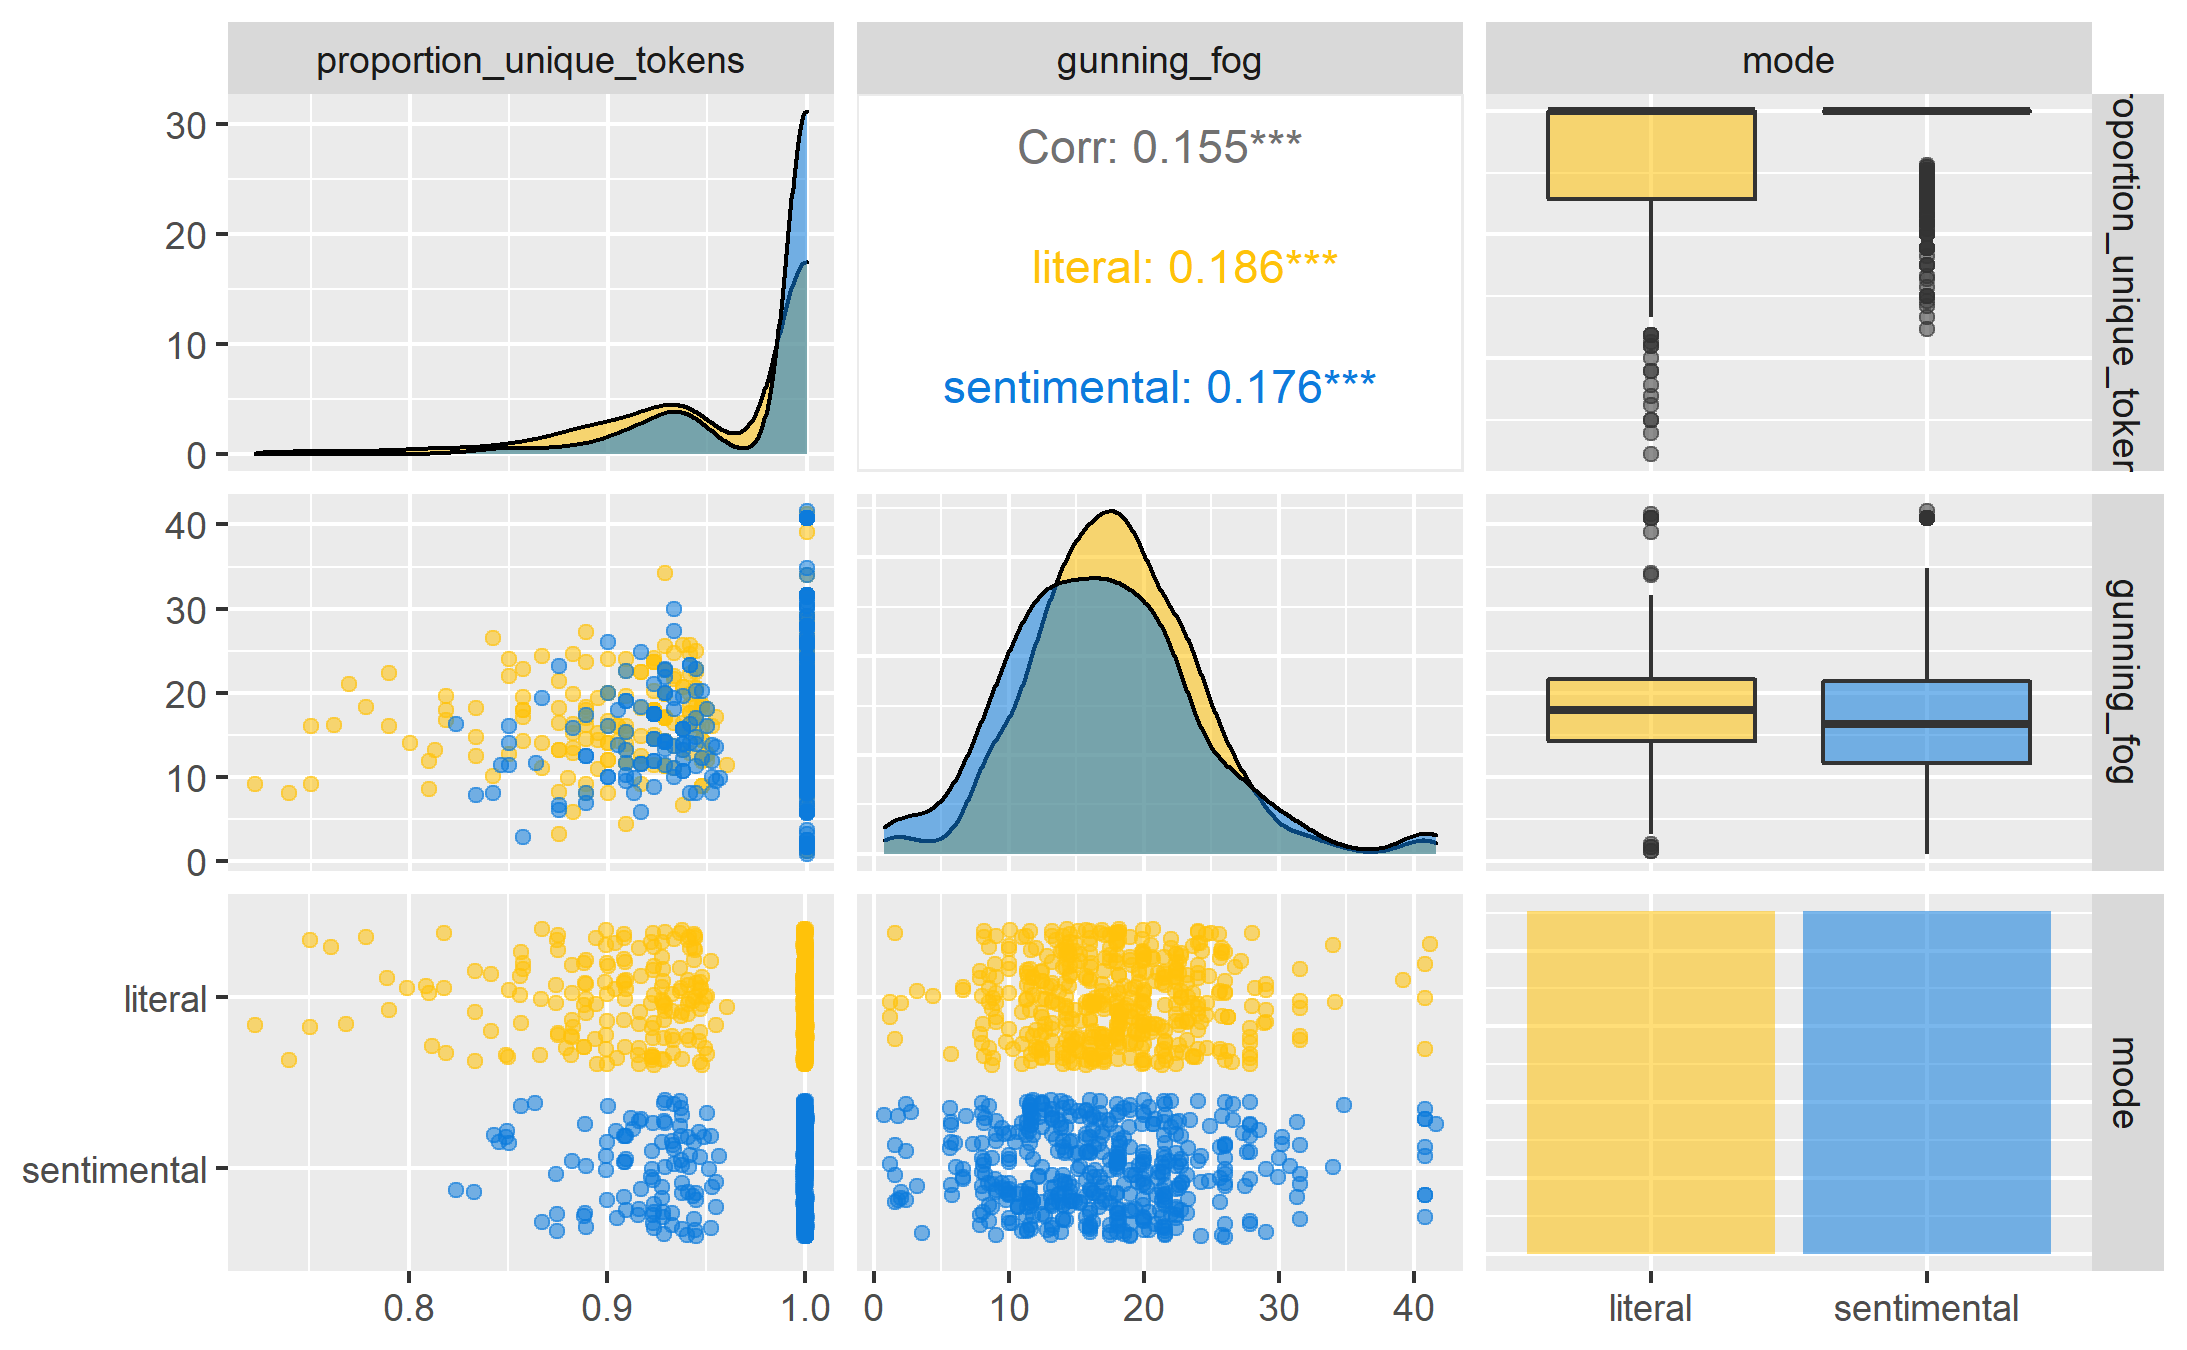 proportion_unique_tokens
gunning_fog
mode
30
20
10
0
Corr: 0.155***
literal: 0.186***
sentimental: 0.176***
oportion_unique_token
40
30
20
10
0
gunning_fog
literal
sentimental
mode
0.8
0.9
1.0
0
10
20
30
40
literal
sentimental